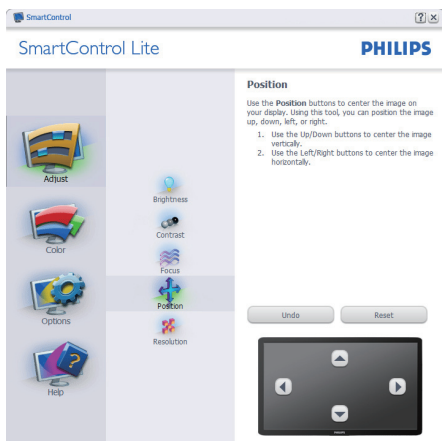 SmartControl
? ×
SmartControl Lite
PHILIPS
Adjust
Color
Options
Help
Brightness
Contrast
Focus
Position
Resolution
Position
Use the Position buttons to center the image on
your display. Using this tool, you can position the image
up, down, left, or right.
1. Use the Up/Down buttons to center the image
vertically.
2. Use the Left/Right buttons to center the image
horizontally.
Undo
Reset
PHILIPS